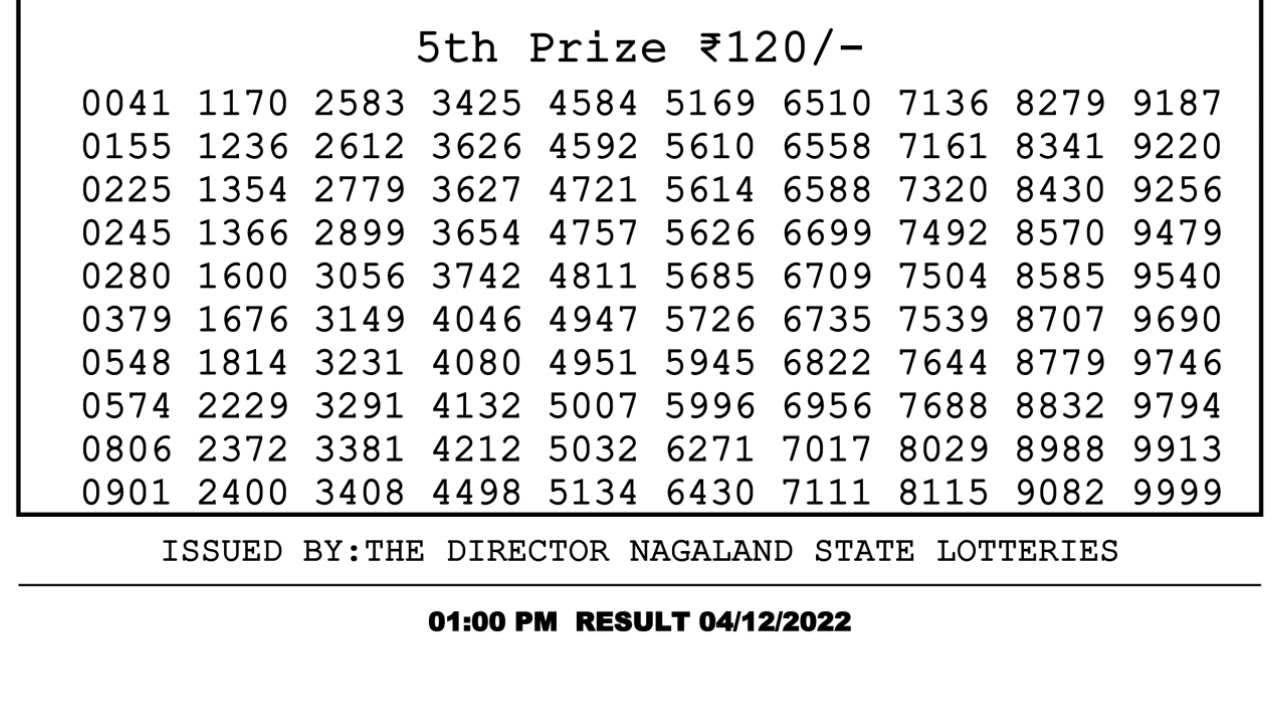 5th Prize ₹120/-
0041 1170 2583 3425 4584 5169 6510 7136 8279 9187
0155 1236 2612 3626 4592 5610 6558 7161 8341 9220
0225 1354 2779 3627 4721 5614 6588 7320 8430 9256
0245 1366 2899 3654 4757 5626 6699 7492 8570 9479
0280 1600 3056 3742 4811 5685 6709 7504 8585 9540
0379 1676 3149 4046 4947 5726 6735 7539 8707 9690
0548 1814 3231 4080 4951 5945 6822 7644 8779 9746
0574 2229 3291 4132 5007 5996 6956 7688 8832 9794
0806 2372 3381 4212 5032 6271 7017 8029 8988 9913
0901 2400 3408 4498 5134 6430 7111 8115 9082 9999
ISSUED BY:THE DIRECTOR NAGALAND STATE LOTTERIES
01:00 PM RESULT 04/12/2022